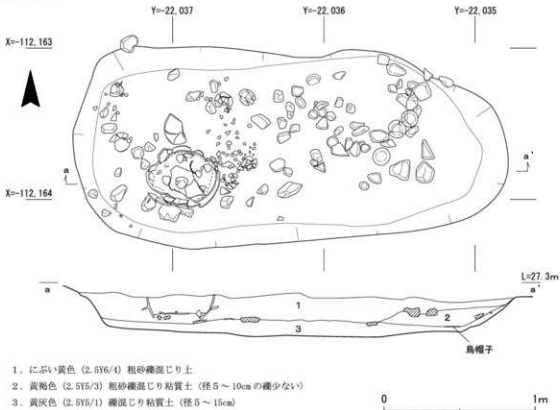 Y=-22,037
Y=-22,036
Y=-22,035
X=-112,163
a
a'
X=-112,164
L=27.3m
a
a'
1
2
3
烏帽子
1．にぶい黄色（2.5Y6/4）粗砂礫混じり土
2．黄褐色（2.5Y5/3）粗砂礫混じり粘質土（径５～10cmの礫少ない）
3．黄灰色（2.5Y5/1）礫混じり粘質土（径５～15cm）
0
1m